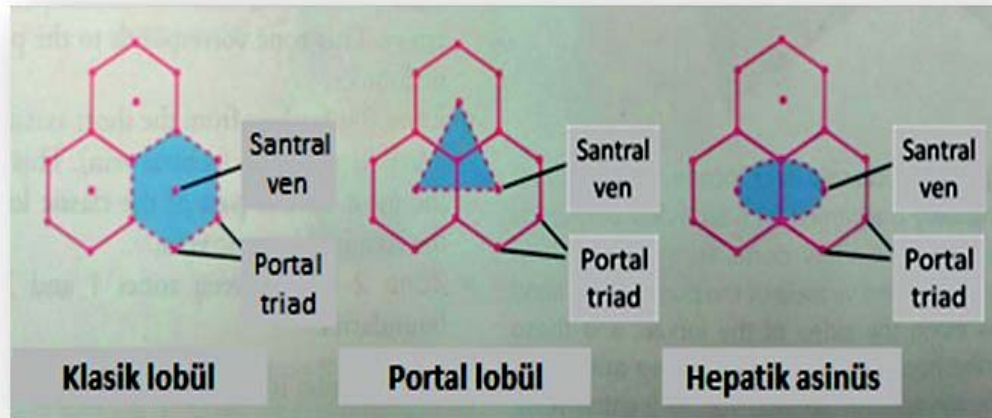 Santral
ven
Portal
triad
Klasik lobül
Santral
ven
Portal
triad
Portal lobül
Santral
ven
Portal
triad
Hepatik asinüs